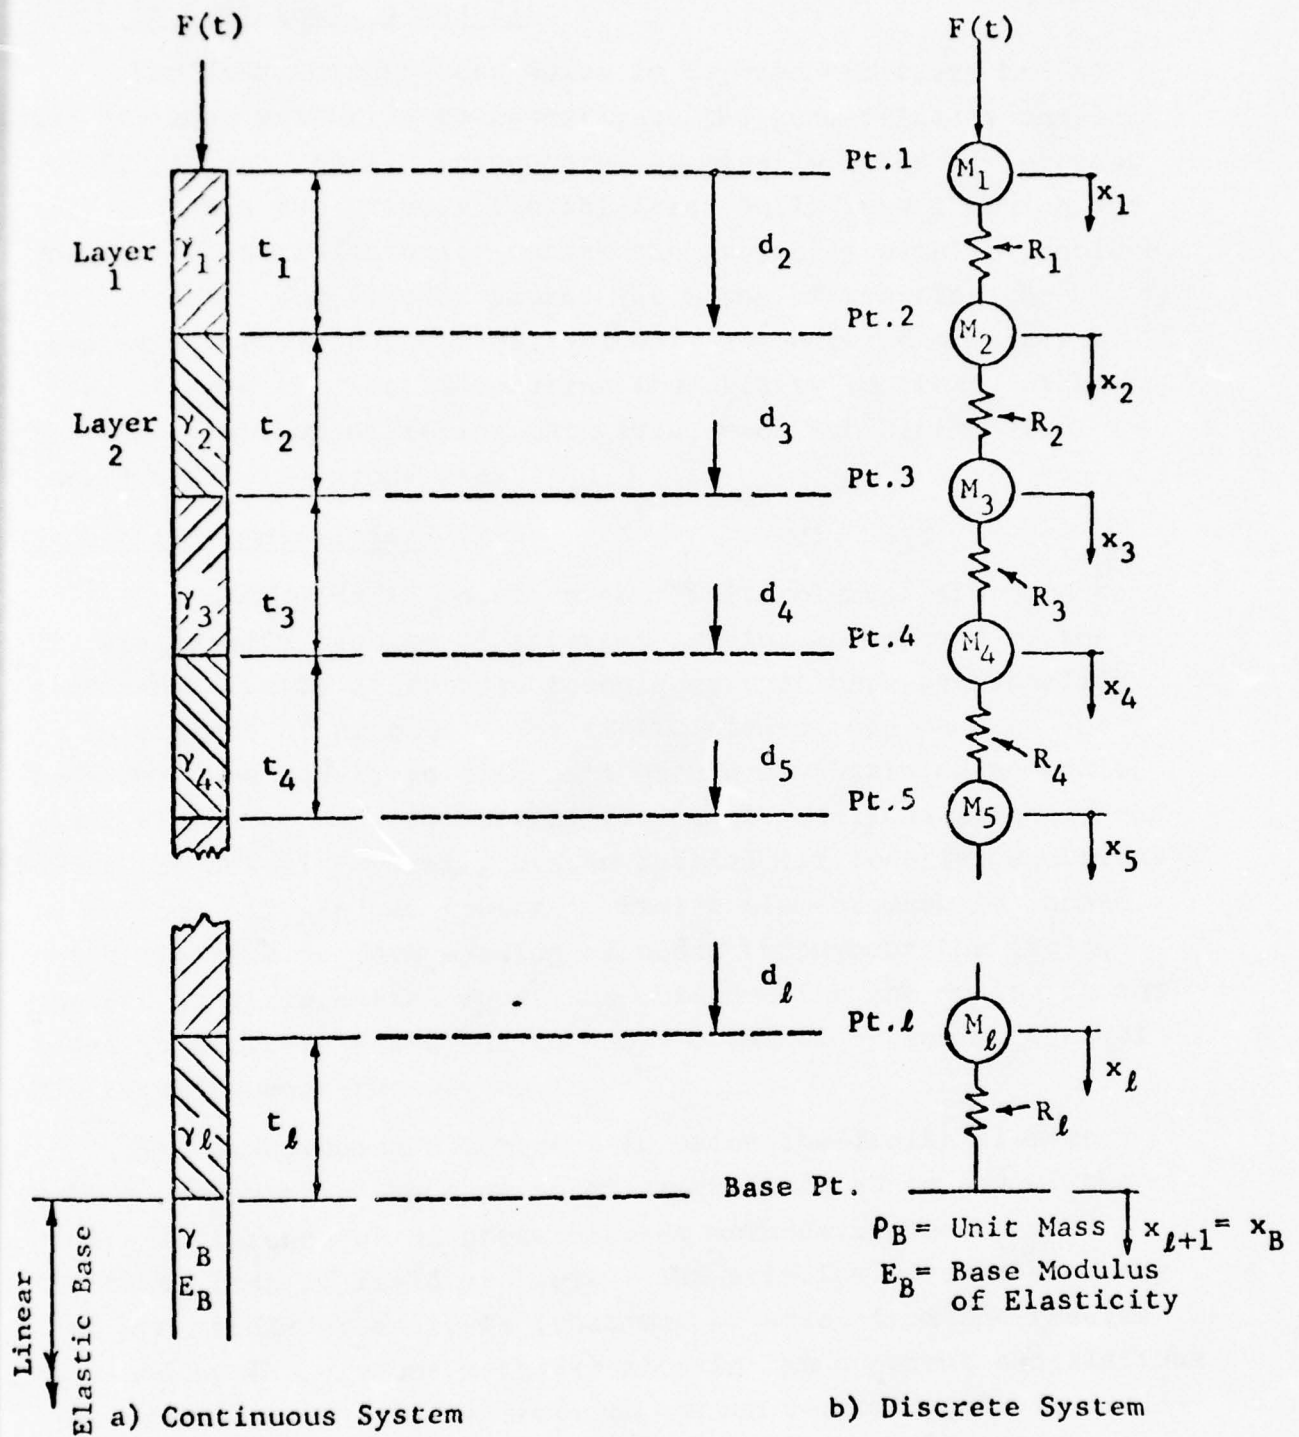 F(t)
F(t)
Pt.1
M1
x1
Layer
1
γ1
t1
d2
R1
Pt.2
M2
x2
Layer
2
γ2
t2
d3
R2
Pt.3
M3
x3
γ3
t3
d4
R3
Pt.4
M4
x4
γ4
t4
d5
R4
Pt.5
M5
x5
dℓ
Pt.ℓ
Mℓ
xℓ
γℓ
tℓ
Rℓ
Base Pt.
Linear
Elastic Base
γB
EB
ρB = Unit Mass
xℓ+1 = xB
EB = Base Modulus
of Elasticity
a) Continuous System
b) Discrete System